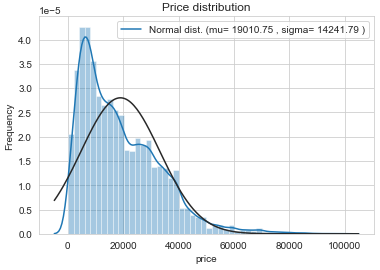 Price distribution
1e−5
Normal dist. (mu= 19010.75 , sigma= 14241.79 )
4.0
3.5
3.0
2.5
2.0
1.5
1.0
0.5
0.0
Frequency
0 20000 40000 60000 80000 100000
price